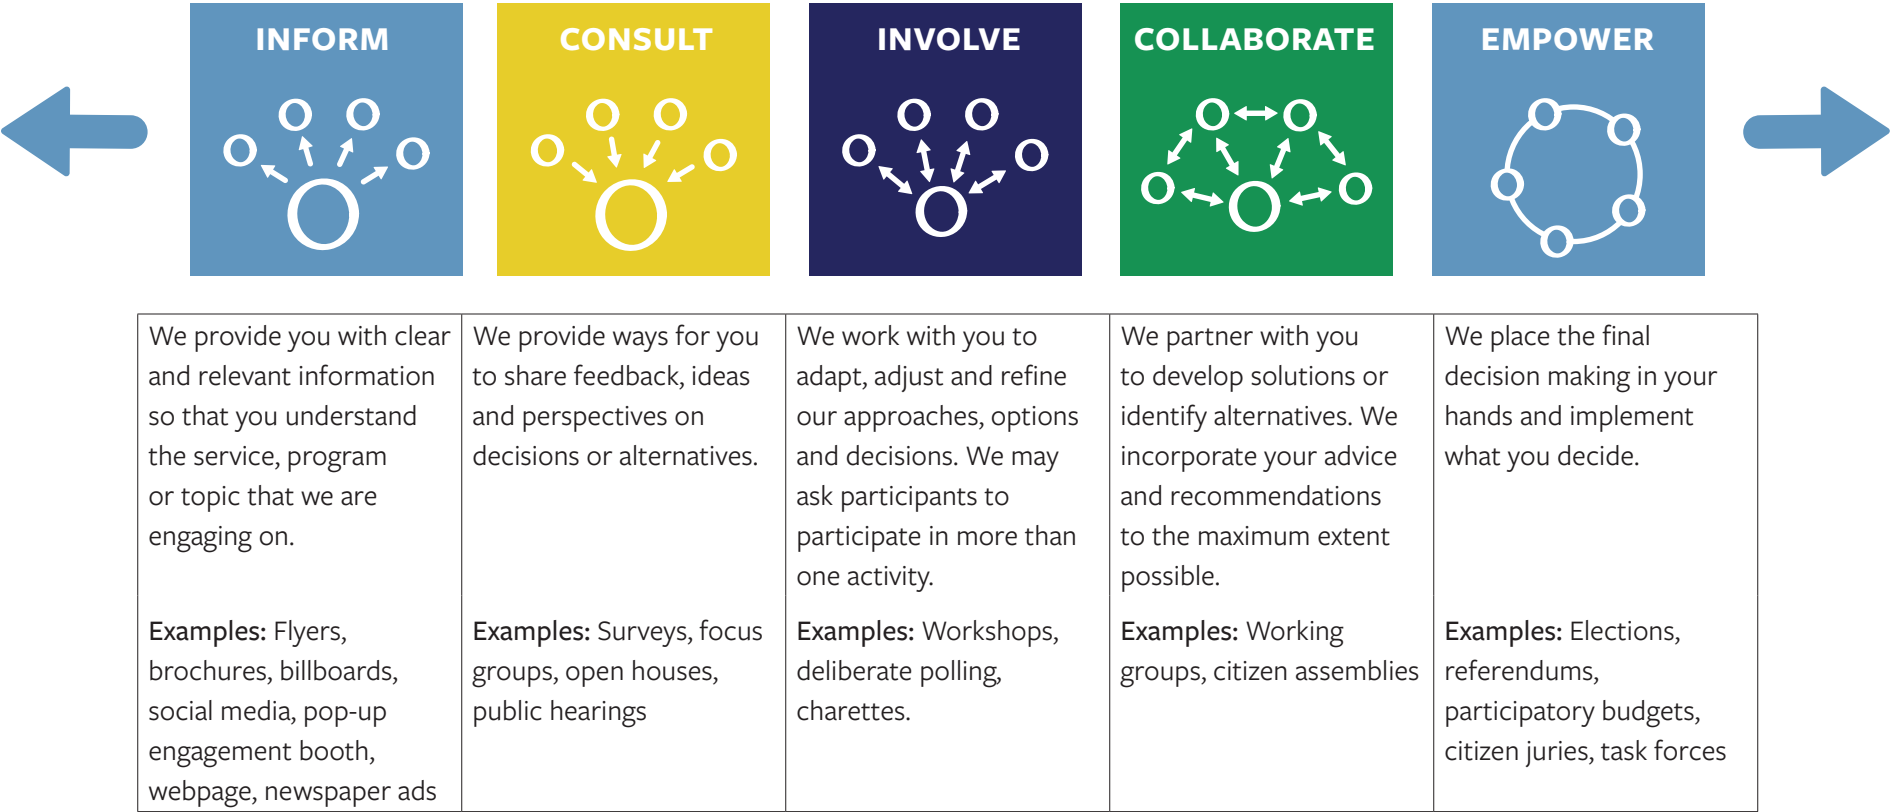 INFORM
CONSULT
INVOLVE
COLLABORATE
EMPOWER
We provide you with clear
and relevant information
so that you understand
the service, program
or topic that we are
engaging on.
Examples: Flyers,
brochures, billboards,
social media, pop-up
engagement booth,
webpage, newspaper ads
We provide ways for you
to share feedback, ideas
and perspectives on
decisions or alternatives.
Examples: Surveys, focus
groups, open houses,
public hearings
We work with you to
adapt, adjust and refine
our approaches, options
and decisions. We may
ask participants to
participate in more than
one activity.
Examples: Workshops,
deliberate polling,
charettes.
We partner with you
to develop solutions or
identify alternatives. We
incorporate your advice
and recommendations
to the maximum extent
possible.
Examples: Working
groups, citizen assemblies
We place the final
decision making in your
hands and implement
what you decide.
Examples: Elections,
referendums,
participatory budgets,
citizen juries, task forces